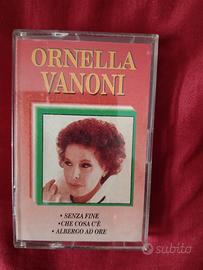 ORNELLA
VANONI
• SENZA FINE
• CHE COSA C'È
• ALBERGO AD ORE
subito